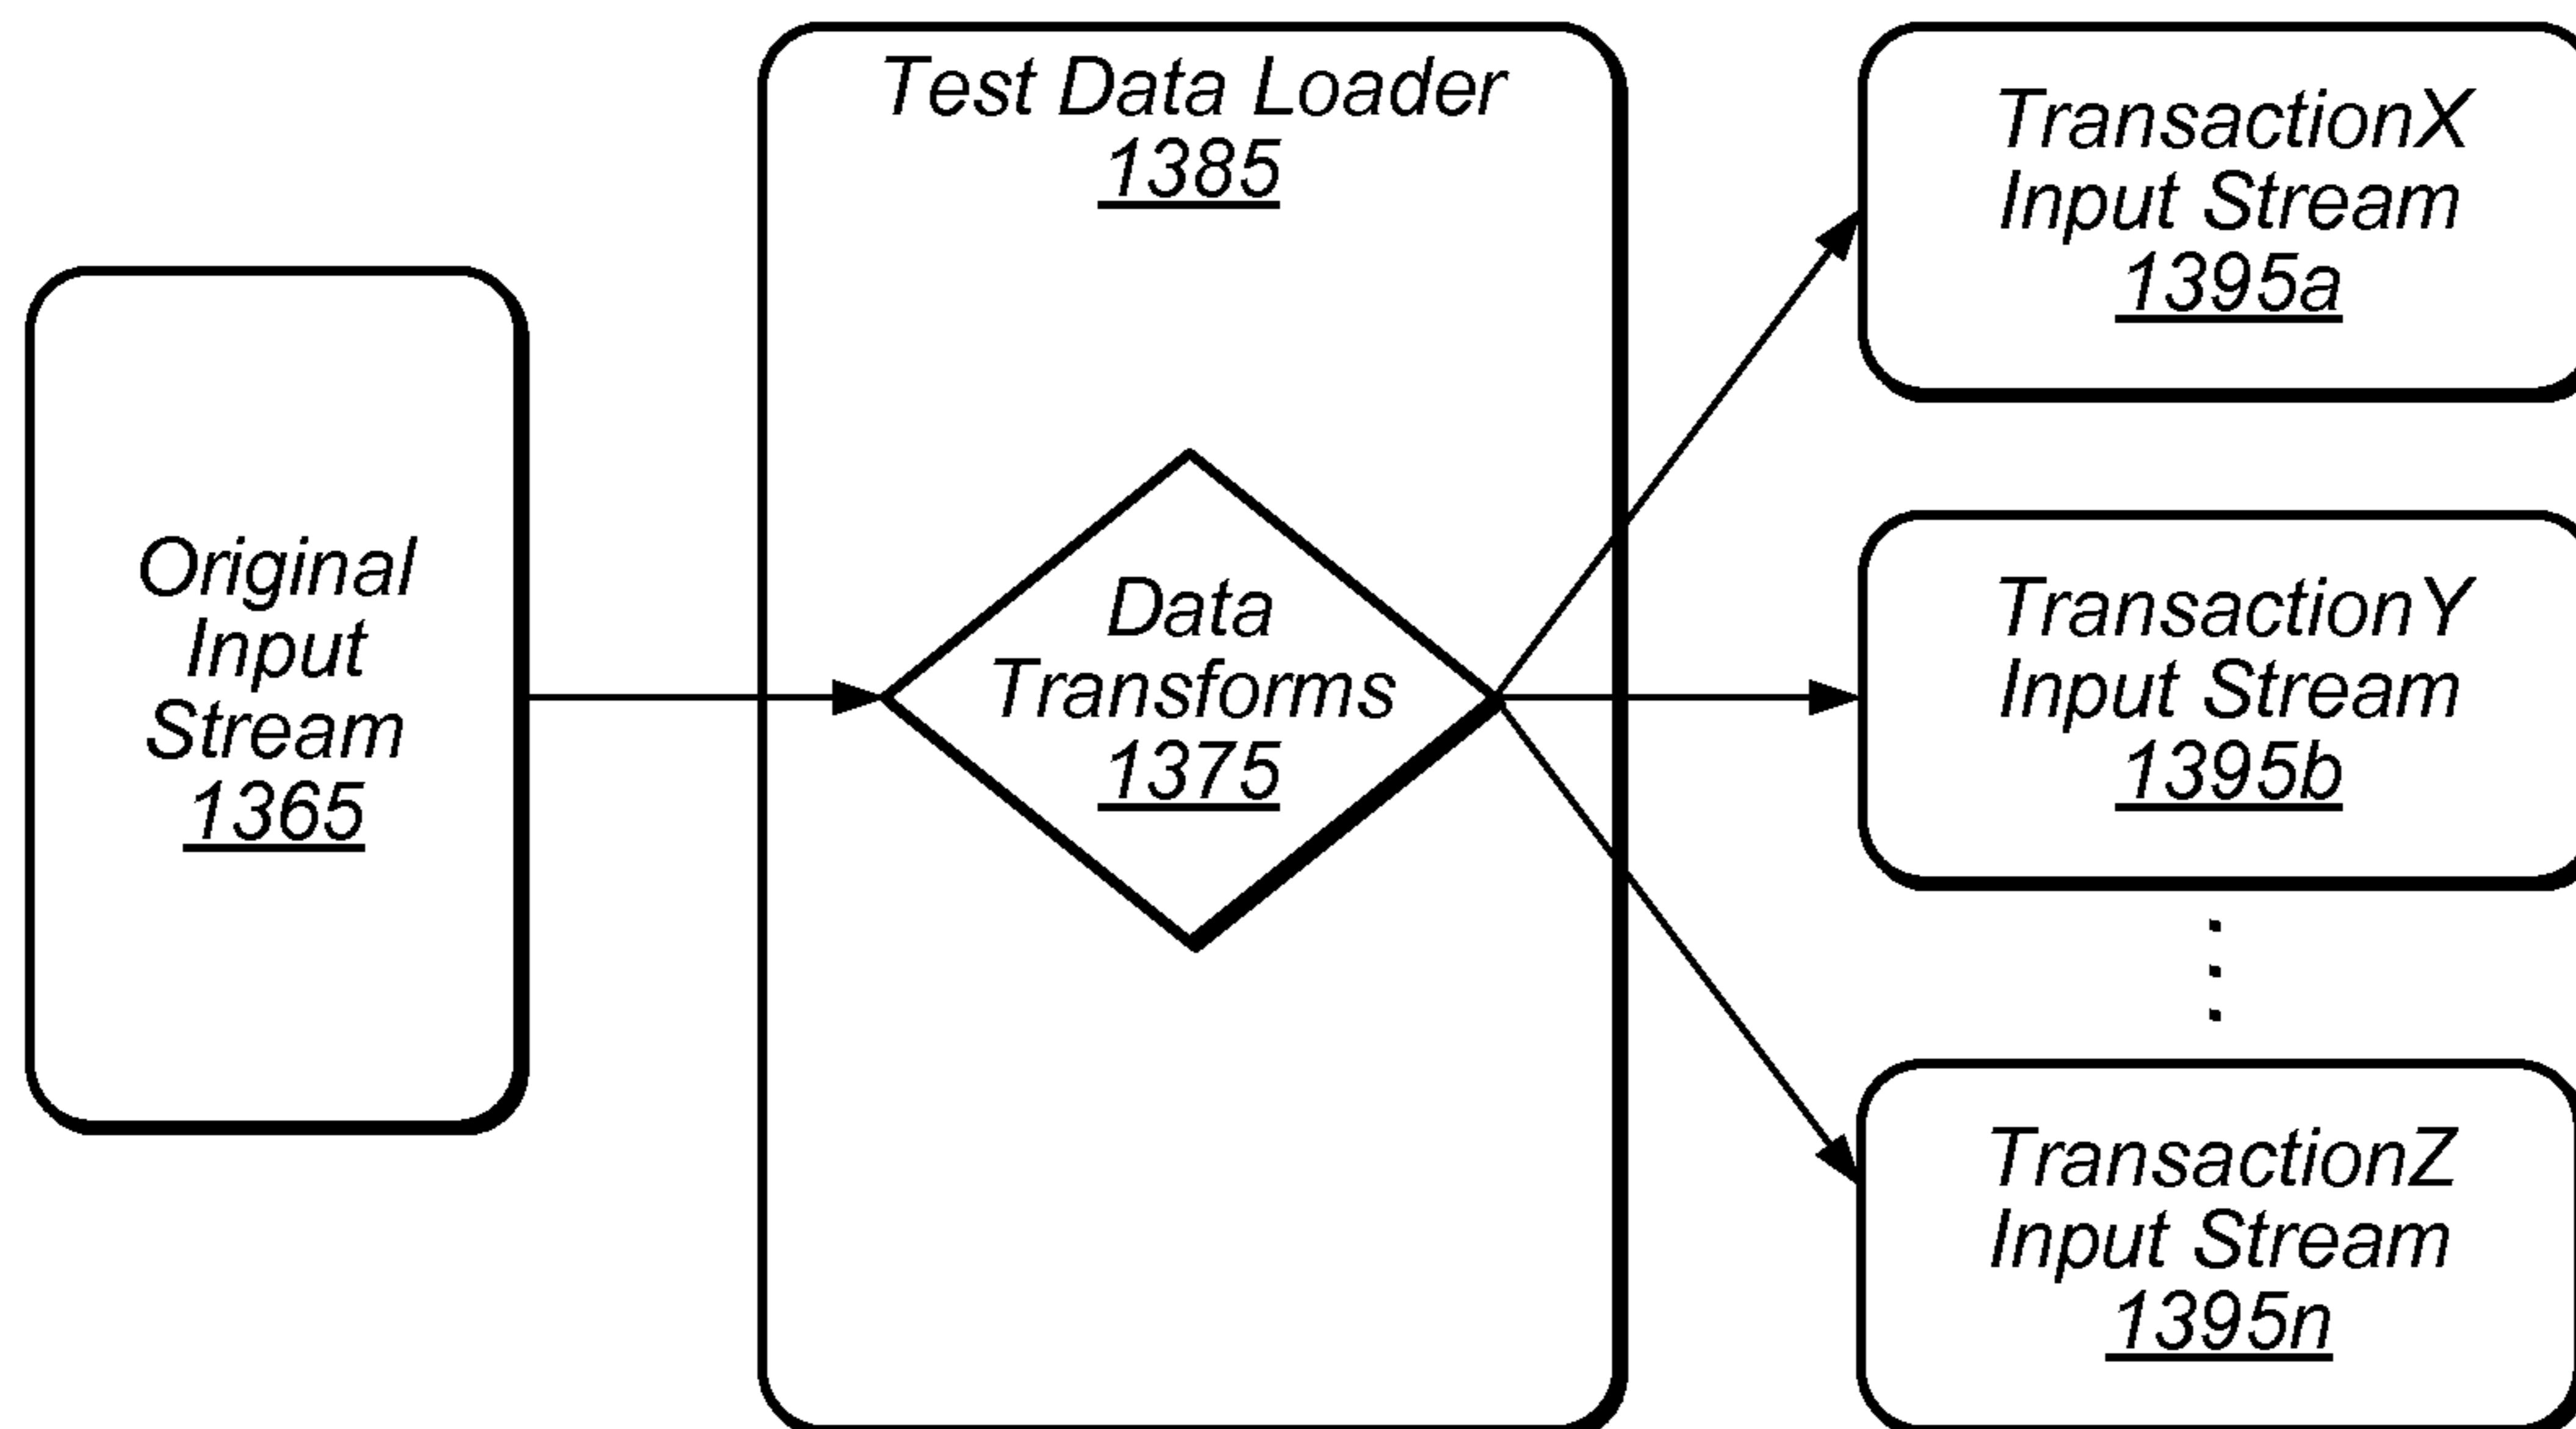 Original
Input
Stream
1365
Test Data Loader
1385
Data
Transforms
1375
TransactionX
Input Stream
1395a
TransactionY
Input Stream
1395b
TransactionZ
Input Stream
1395n